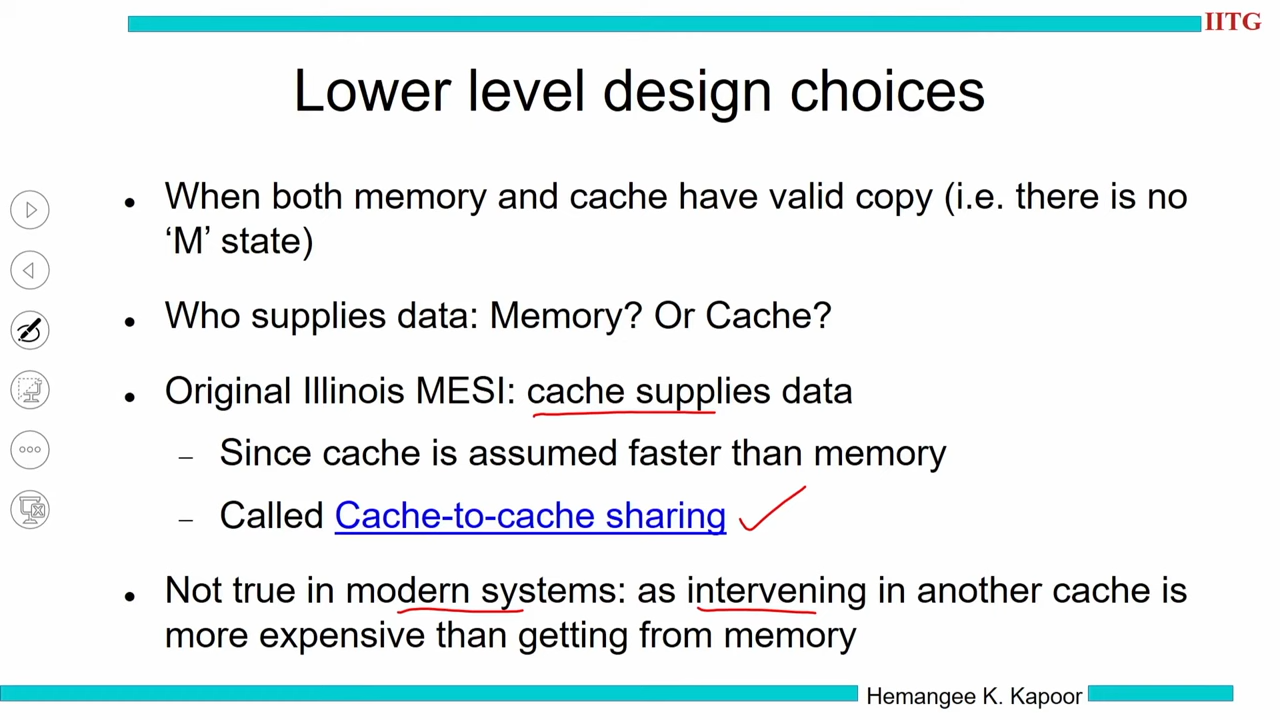 IITG
Lower level design choices
• When both memory and cache have valid copy (i.e. there is no
‘M’ state)
• Who supplies data: Memory? Or Cache?
• Original Illinois MESI: cache supplies data
– Since cache is assumed faster than memory
– Called Cache-to-cache sharing
• Not true in modern systems: as intervening in another cache is
more expensive than getting from memory
Hemangee K. Kapoor